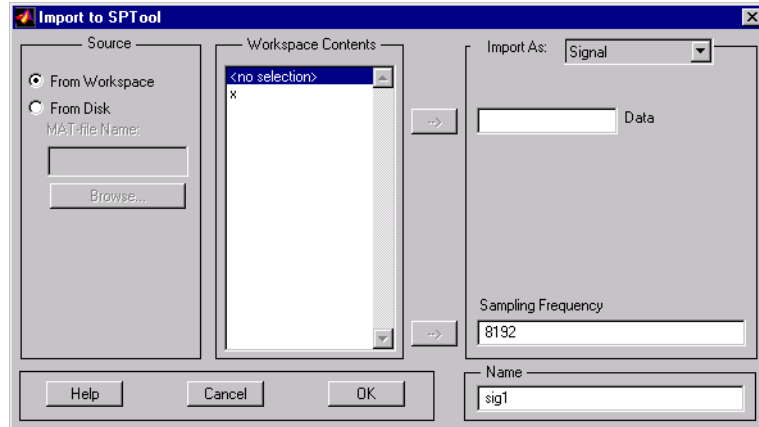 Import to SPTool
Source
From Workspace
From Disk
MAT-file Name:
Browse...
Workspace Contents
<no selection>
x
-->
-->
Import As:
Signal
Data
Sampling Frequency
8192
Help
Cancel
OK
Name
sig1